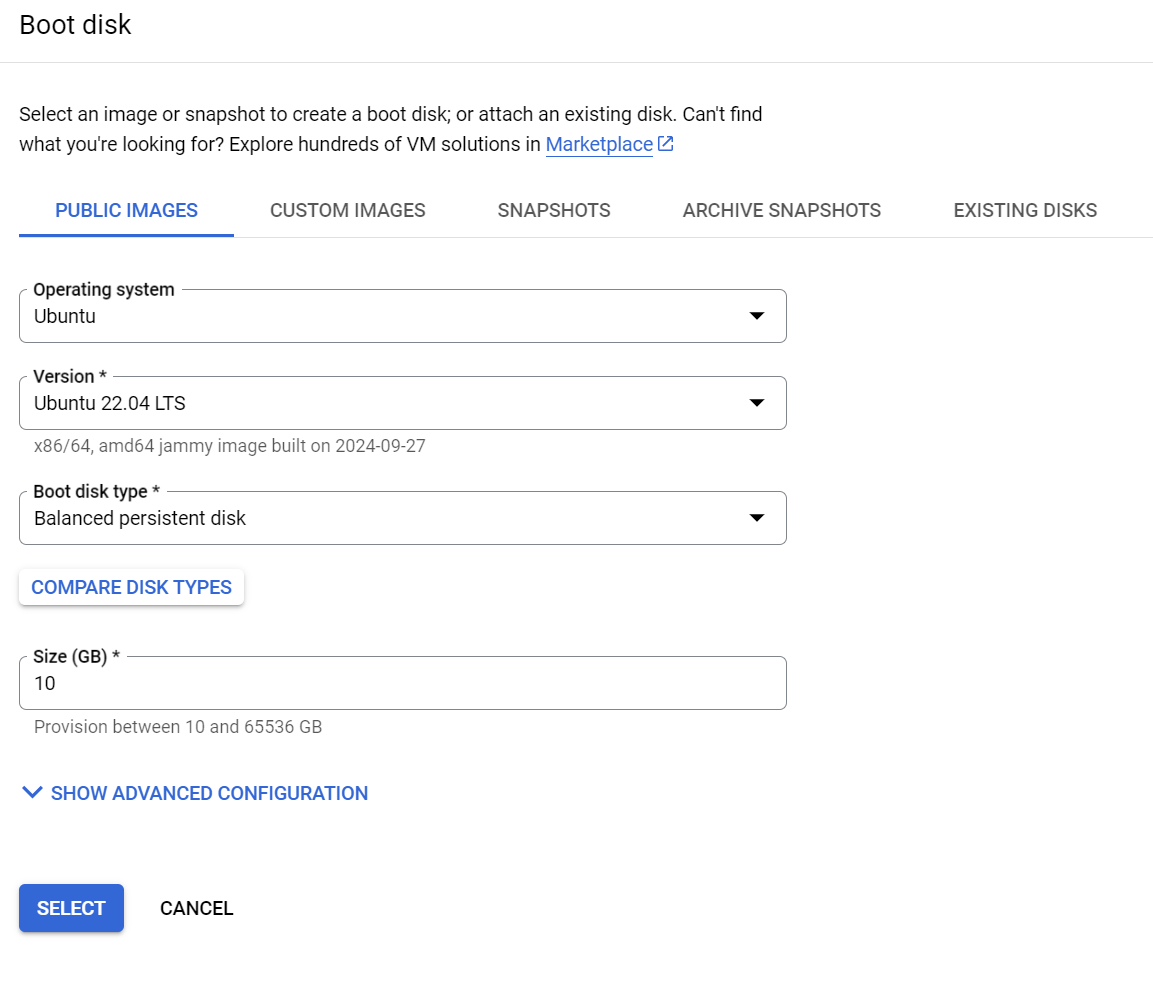 Boot disk
Select an image or snapshot to create a boot disk; or attach an existing disk. Can't find
what you're looking for? Explore hundreds of VM solutions in Marketplace
PUBLIC IMAGES CUSTOM IMAGES SNAPSHOTS ARCHIVE SNAPSHOTS EXISTING DISKS
Operating system
Ubuntu
Version *
Ubuntu 22.04 LTS
x86/64, amd64 jammy image built on 2024-09-27
Boot disk type *
Balanced persistent disk
COMPARE DISK TYPES
Size (GB) *
10
Provision between 10 and 65536 GB
SHOW ADVANCED CONFIGURATION
SELECT CANCEL